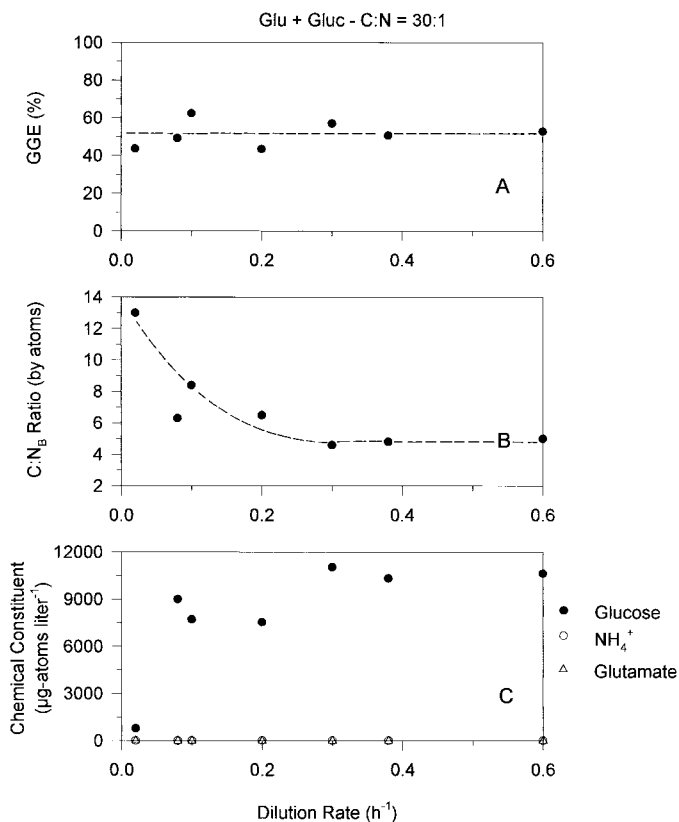 Glu + Gluc - C:N = 30:1
100
80
60
40
20
0
GGE (%)
A
0.0 0.2 0.4 0.6
14
12
10
8
6
4
2
C:N_B Ratio (by atoms)
B
0.0 0.2 0.4 0.6
12000
9000
6000
3000
0
Chemical Constituent
(µg-atoms liter⁻¹)
C
Glucose
NH₄⁺
Glutamate
0.0 0.2 0.4 0.6
Dilution Rate (h⁻¹)